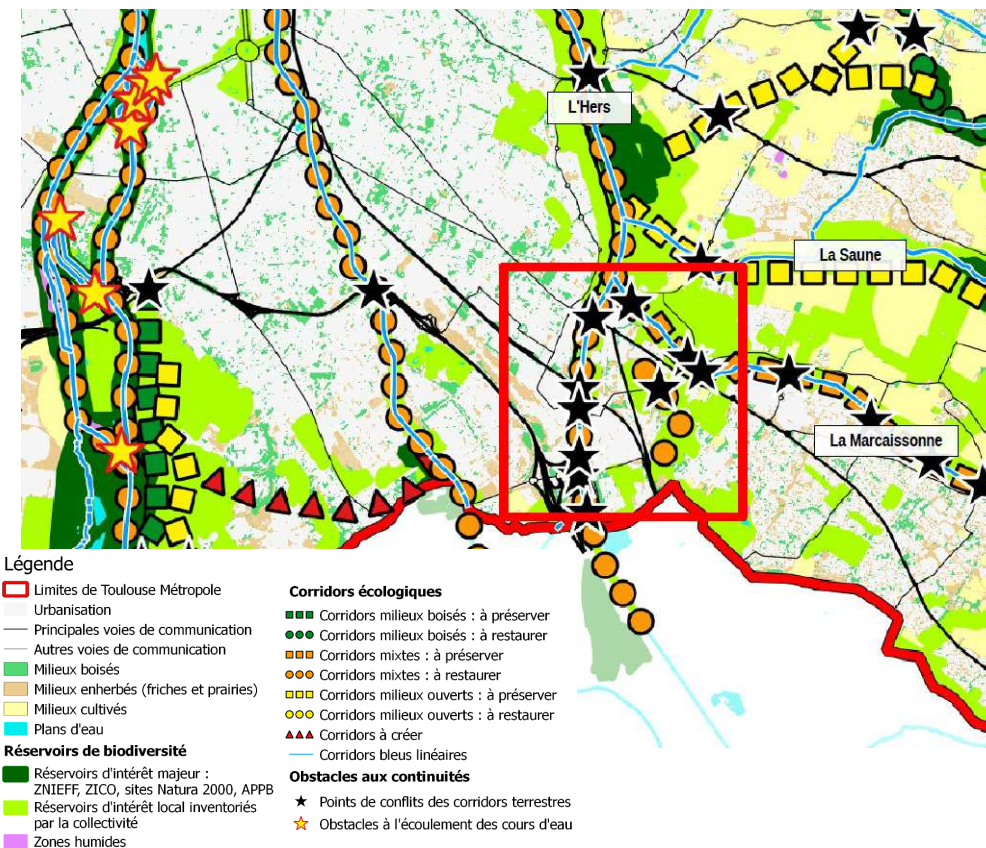 L'Hers
La Saune
La Marcaissonne
Légende
Limites de Toulouse Métropole
Urbanisation
Principales voies de communication
Autres voies de communication
Milieux boisés
Milieux enherbés (friches et prairies)
Milieux cultivés
Plans d'eau
Réservoirs de biodiversité
Réservoirs d'intérêt majeur :
ZNIEFF, ZICO, sites Natura 2000, APPB
Réservoirs d'intérêt local inventoriés
par la collectivité
Zones humides
Corridors écologiques
Corridors milieux boisés : à préserver
Corridors milieux boisés : à restaurer
Corridors mixtes : à préserver
Corridors mixtes : à restaurer
Corridors milieux ouverts : à préserver
Corridors milieux ouverts : à restaurer
Corridors à créer
Corridors bleus linéaires
Obstacles aux continuités
Points de conflits des corridors terrestres
Obstacles à l'écoulement des cours d'eau